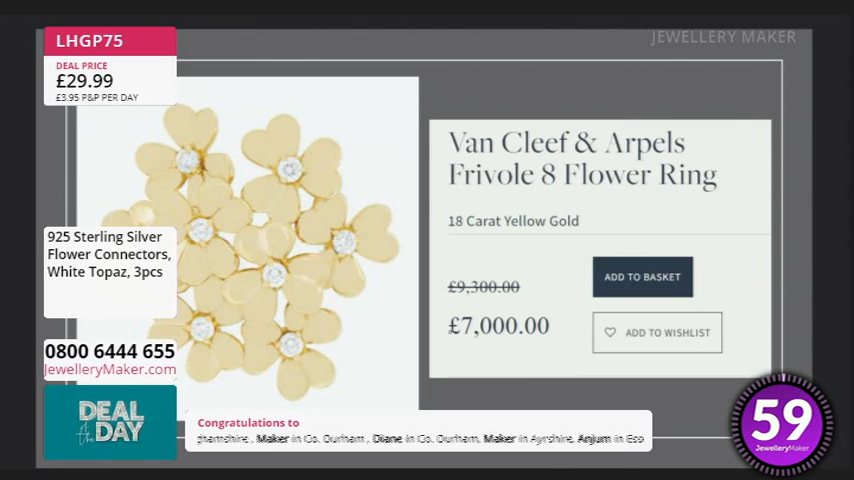 LHGP75
DEAL PRICE
£29.99
£3.95 P&P PER DAY
JEWELLERY MAKER
Van Cleef & Arpels
Frivole 8 Flower Ring
18 Carat Yellow Gold
£9,300.00
ADD TO BASKET
£7,000.00
ADD TO WISHLIST
925 Sterling Silver
Flower Connectors,
White Topaz, 3pcs
0800 6444 655
JewelleryMaker.com
DEAL
of the
DAY
Congratulations to
, Maker in Co. Durham, Diane in Co. Durham, Maker in Ayrshire, Anjum in
59
JewelleryMaker